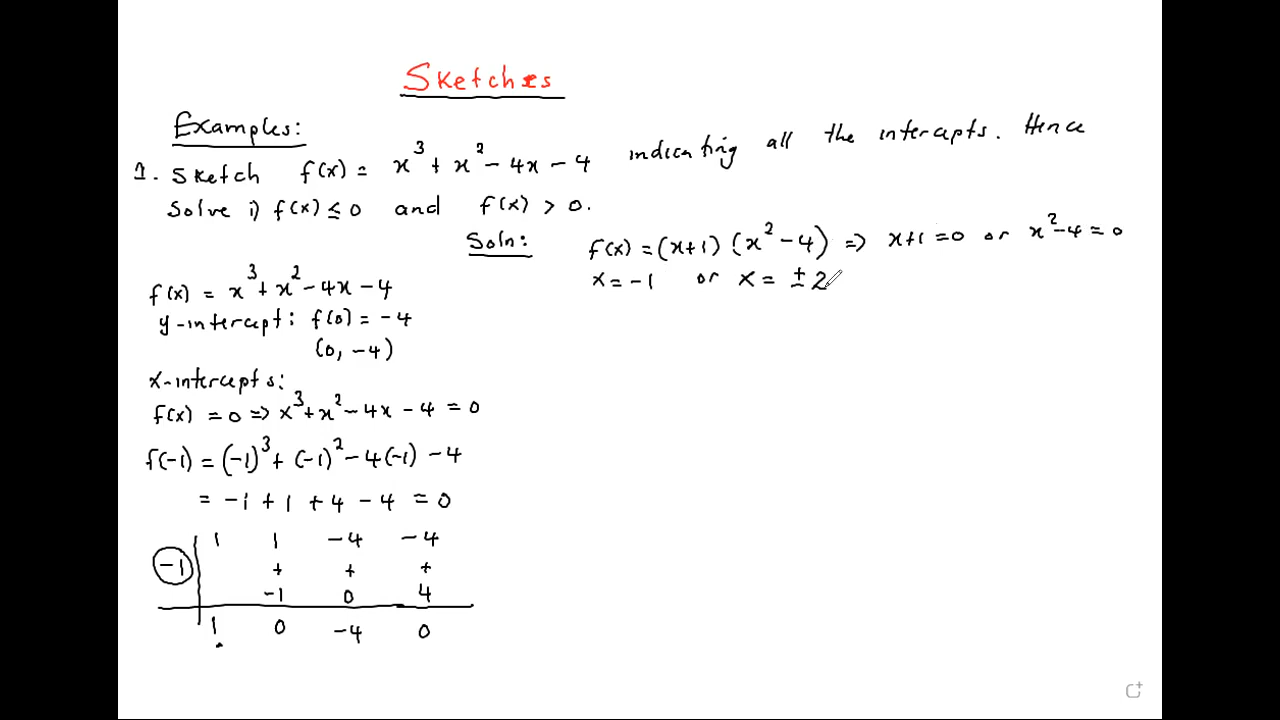 Sketches
Examples:
1. Sketch f(x) = x³ + x² - 4x - 4 indicating all the intercepts. Hence
Solve i) f(x) ≤ 0 and f(x) > 0.
Soln:
f(x) = x³ + x² - 4x - 4
y-intercept: f(0) = -4
(0, -4)
x-intercepts:
f(x) = 0 => x³ + x² - 4x - 4 = 0
f(-1) = (-1)³ + (-1)² - 4(-1) - 4
= -1 + 1 + 4 - 4 = 0
1 1 -4 -4
-1 + + +
-1 0 4
1 0 -4 0
f(x) = (x+1) (x² - 4) => x+1 = 0 or x² - 4 = 0
x = -1 or x = ± 2